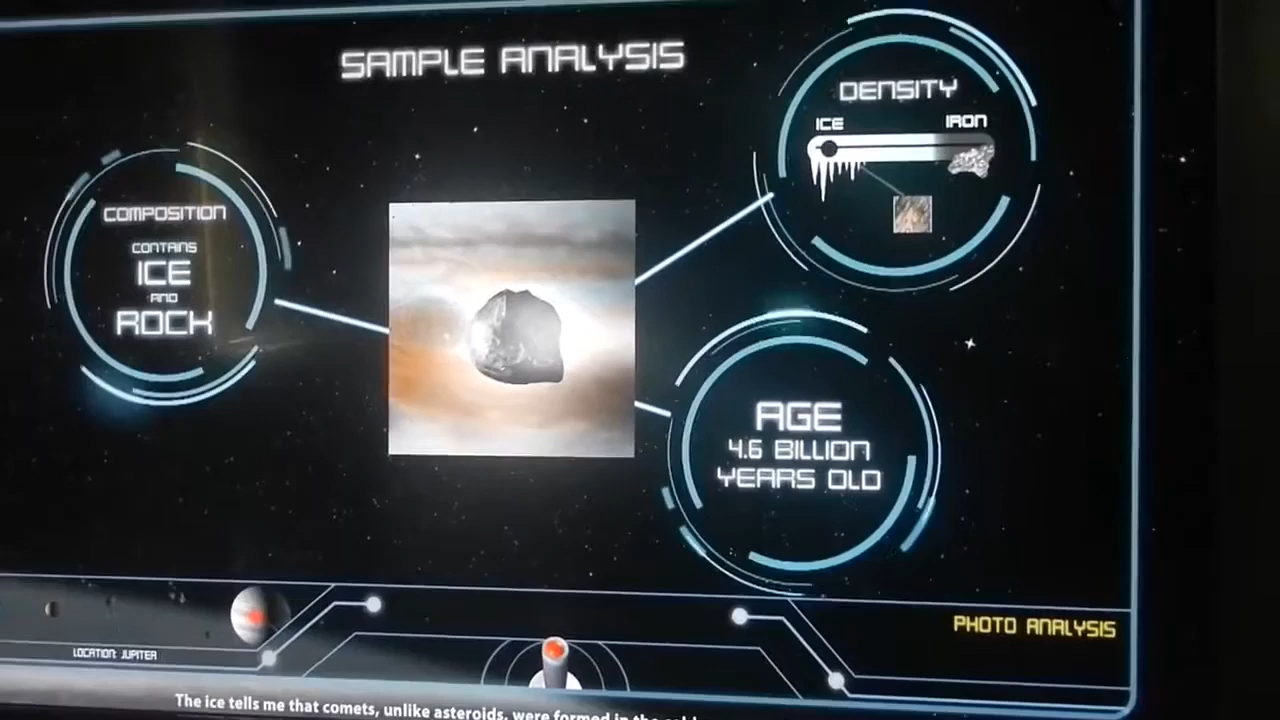 SAMPLE ANALYSIS
DENSITY
ICE IRON
COMPOSITION
CONTAINS
ICE
AND
ROCK
AGE
4.6 BILLION
YEARS OLD
PHOTO ANALYSIS
LOCATION: JUPITER
The ice tells me that comets, unlike asteroids, were formed in the